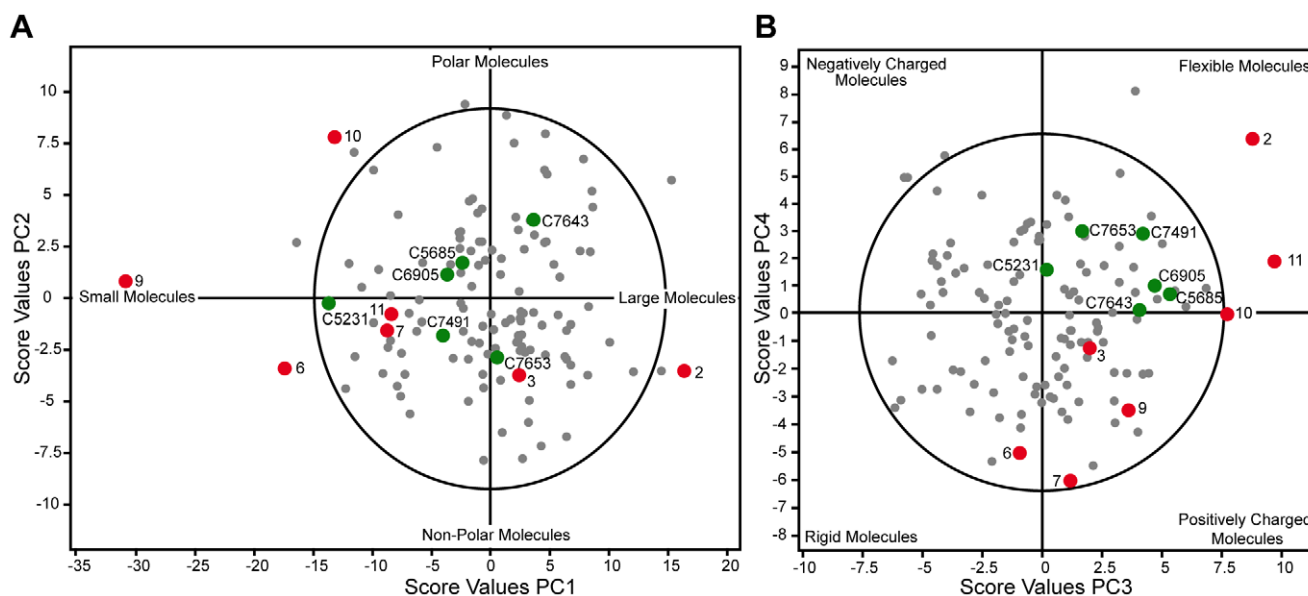 A
Polar Molecules
10
10
7.5
5
C7643
2.5
C5685
C6905
9
0
Small Molecules
Large Molecules
11
C5231
7
C7491
-2.5
C7653
6
3
2
-5
-7.5
-10
Non-Polar Molecules
-35
-30
-25
-20
-15
-10
-5
0
5
10
15
20
Score Values PC1
Score Values PC2
B
9
Negatively Charged
Molecules
Flexible Molecules
8
7
2
6
5
4
3
C7653
C7491
2
11
C5231
1
C6905
C7643
C5685
0
10
-1
3
-2
-3
9
-4
-5
6
-6
7
-7
-8
Rigid Molecules
Positively Charged
Molecules
-10
-7.5
-5
-2.5
0
2.5
5
7.5
10
Score Values PC3
Score Values PC4